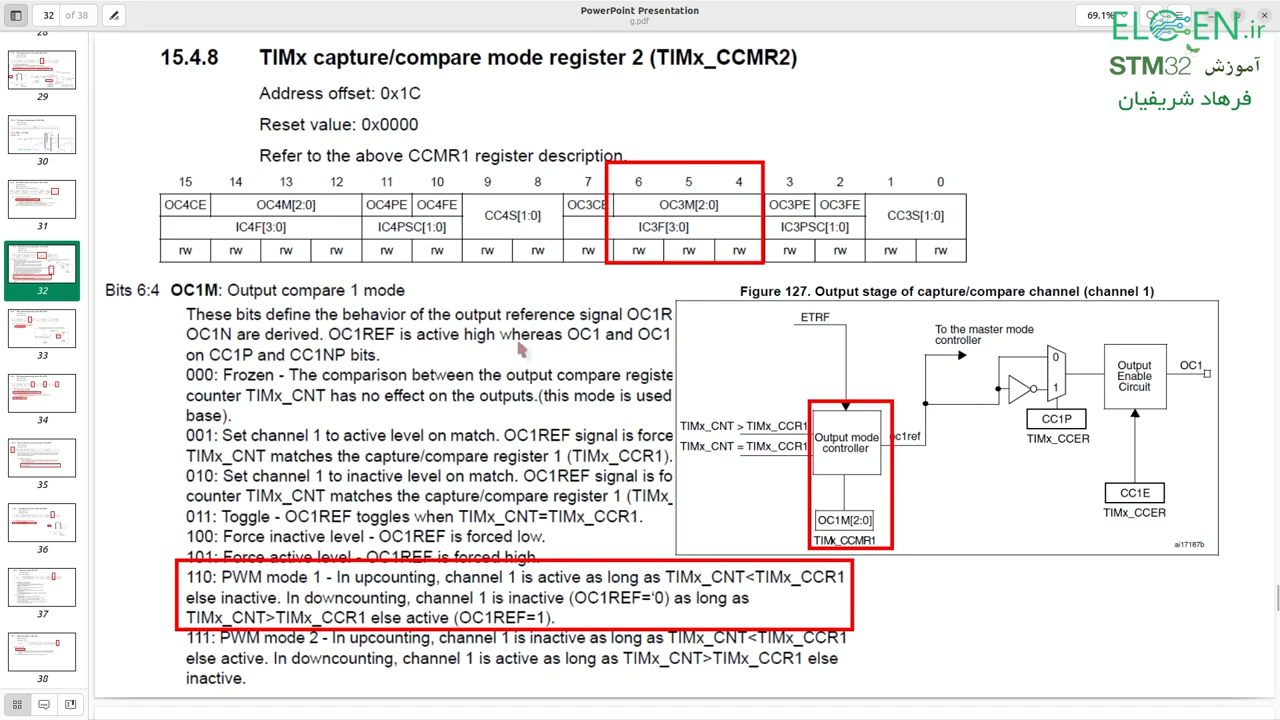 PowerPoint Presentation
g.pdf
32 of 38
69.1%
ELGEN.ir
آموزش STM32
فرهاد شریفیان
28
29
30
31
32
33
34
35
36
37
38
15.4.8 TIMx capture/compare mode register 2 (TIMx_CCMR2)
Address offset: 0x1C
Reset value: 0x0000
Refer to the above CCMR1 register description.
15 14 13 12 11 10 9 8 7 6 5 4 3 2 1 0
OC4CE OC4M[2:0] OC4PE OC4FE CC4S[1:0] OC3CE OC3M[2:0] OC3PE OC3FE CC3S[1:0]
IC4F[3:0] IC4PSC[1:0] IC3F[3:0] IC3PSC[1:0]
rw rw rw rw rw rw rw rw rw rw rw rw rw rw rw rw
Bits 6:4 OC1M: Output compare 1 mode
These bits define the behavior of the output reference signal OC1R
OC1N are derived. OC1REF is active high whereas OC1 and OC1
on CC1P and CC1NP bits.
000: Frozen - The comparison between the output compare registe
counter TIMx_CNT has no effect on the outputs.(this mode is used
base).
001: Set channel 1 to active level on match. OC1REF signal is force
TIMx_CNT matches the capture/compare register 1 (TIMx_CCR1).
010: Set channel 1 to inactive level on match. OC1REF signal is fo
counter TIMx_CNT matches the capture/compare register 1 (TIMx_
011: Toggle - OC1REF toggles when TIMx_CNT=TIMx_CCR1.
100: Force inactive level - OC1REF is forced low.
101: Force active level - OC1REF is forced high.
110: PWM mode 1 - In upcounting, channel 1 is active as long as TIMx_CNT<TIMx_CCR1
else inactive. In downcounting, channel 1 is inactive (OC1REF=‘0) as long as
TIMx_CNT>TIMx_CCR1 else active (OC1REF=1).
111: PWM mode 2 - In upcounting, channel 1 is inactive as long as TIMx_CNT<TIMx_CCR1
else active. In downcounting, channel 1 is active as long as TIMx_CNT>TIMx_CCR1 else
inactive.
Figure 127. Output stage of capture/compare channel (channel 1)
ETRF
To the master mode
controller
0
1
Output
Enable
Circuit
OC1
TIMx_CNT > TIMx_CCR1
TIMx_CNT = TIMx_CCR1
Output mode
controller
oc1ref
CC1P
TIMx_CCER
CC1E
TIMx_CCER
OC1M[2:0]
TIMx_CCMR1
ai17187b